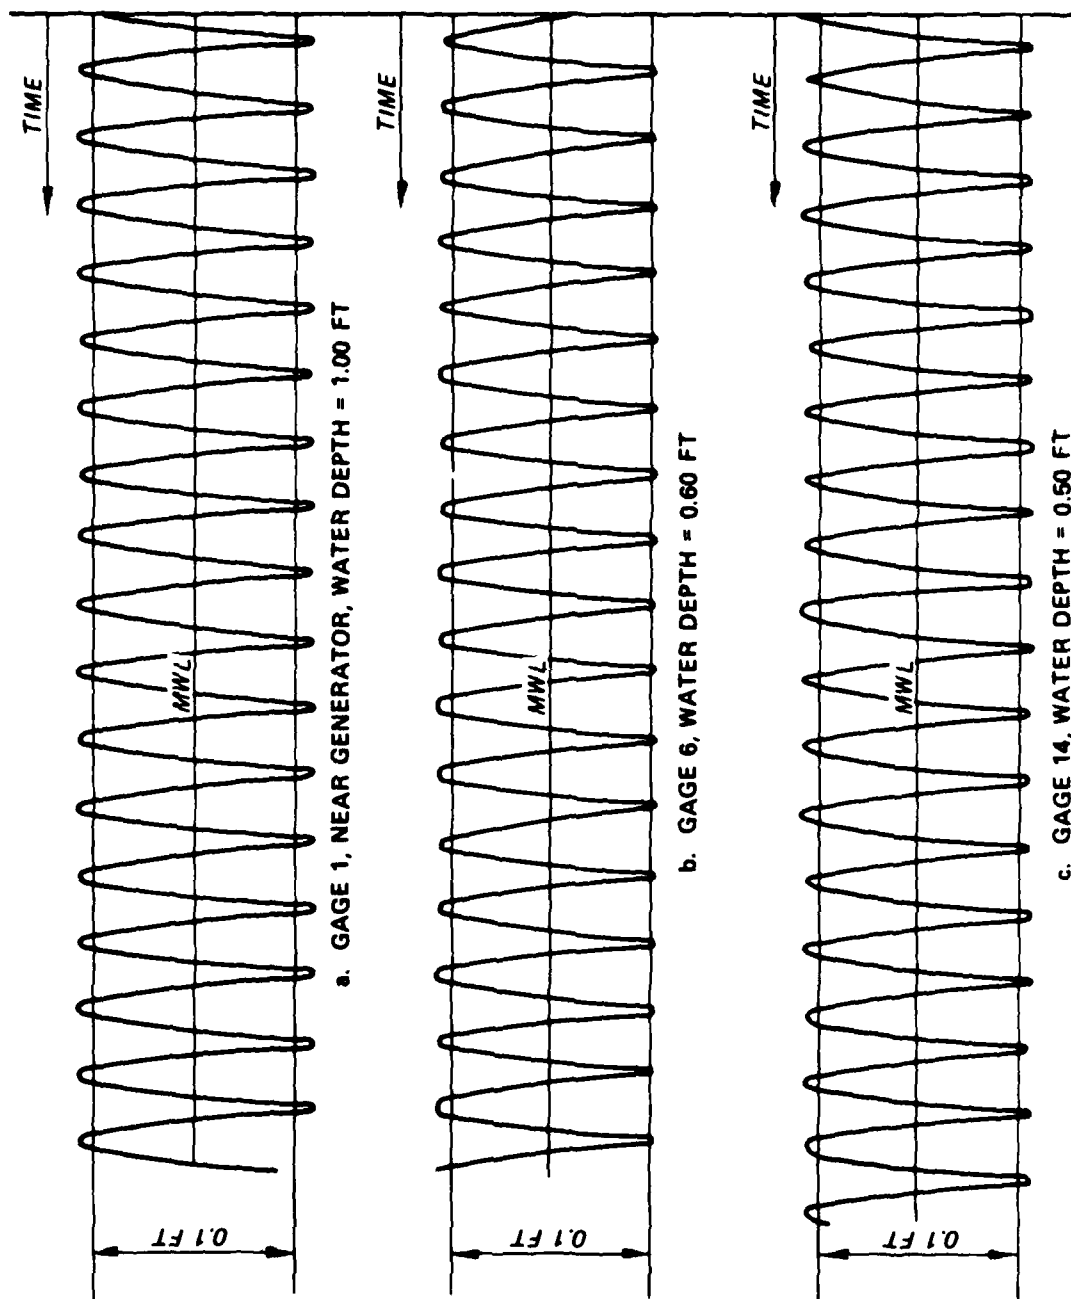 TIME
MWL
0.1 FT
a. GAGE 1, NEAR GENERATOR, WATER DEPTH = 1.00 FT
TIME
MWL
0.1 FT
b. GAGE 6, WATER DEPTH = 0.60 FT
TIME
MWL
0.1 FT
c. GAGE 14, WATER DEPTH = 0.50 FT